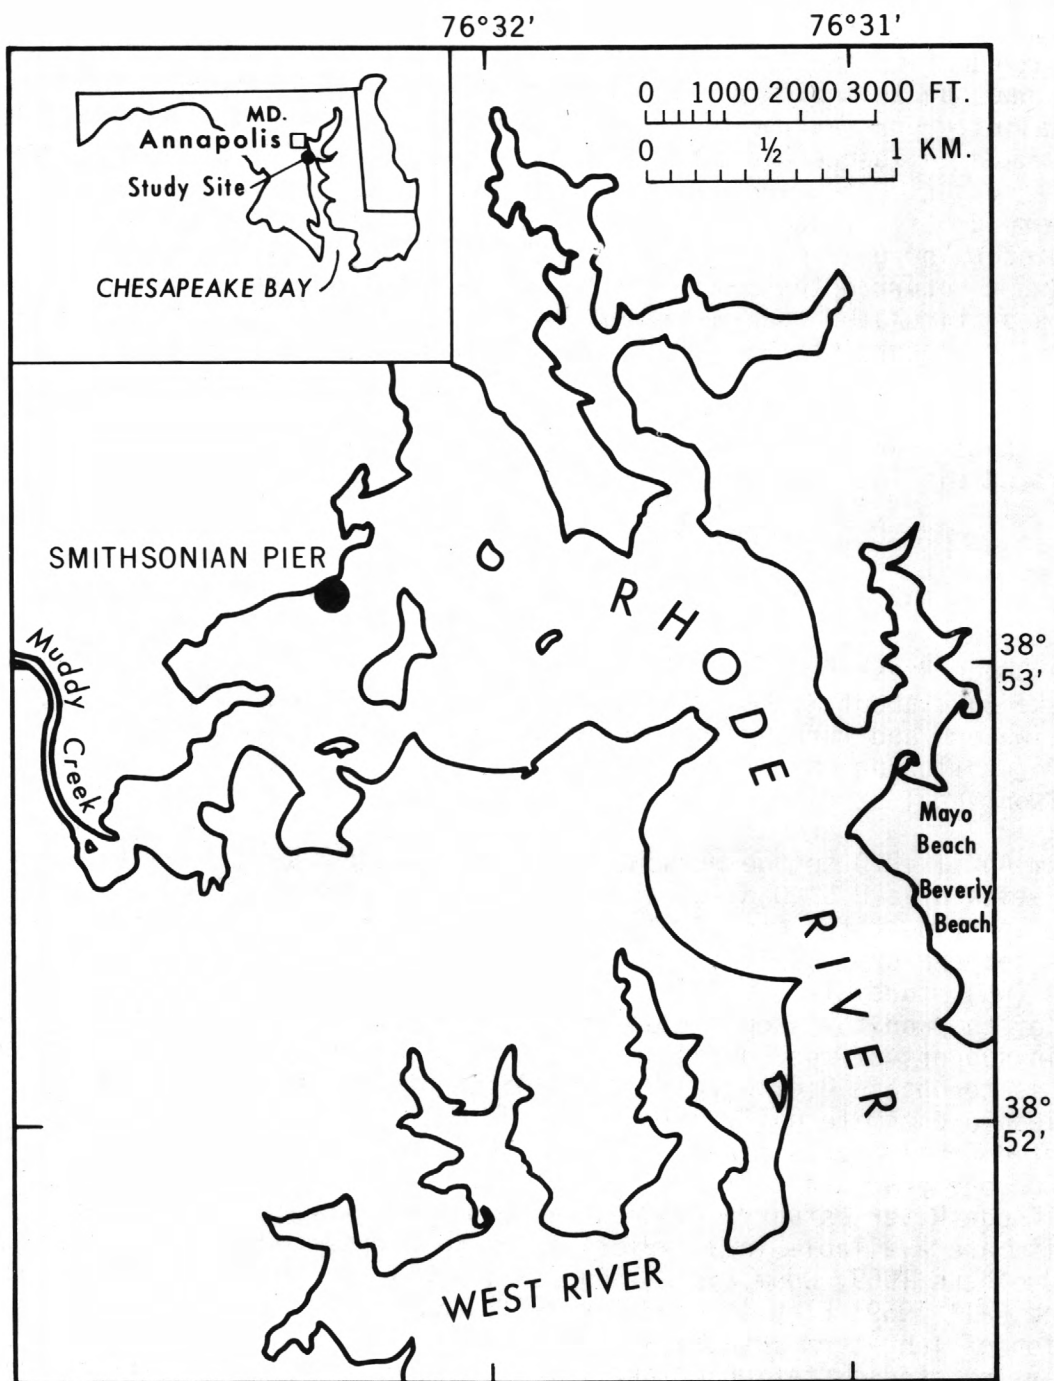 76°32' 76°31'
0 1000 2000 3000 FT.
0 ½ 1 KM.
MD.
Annapolis
Study Site
CHESAPEAKE BAY
SMITHSONIAN PIER
Muddy Creek
RHODE RIVER
38°
53'
Mayo
Beach
Beverly
Beach
38°
52'
WEST RIVER